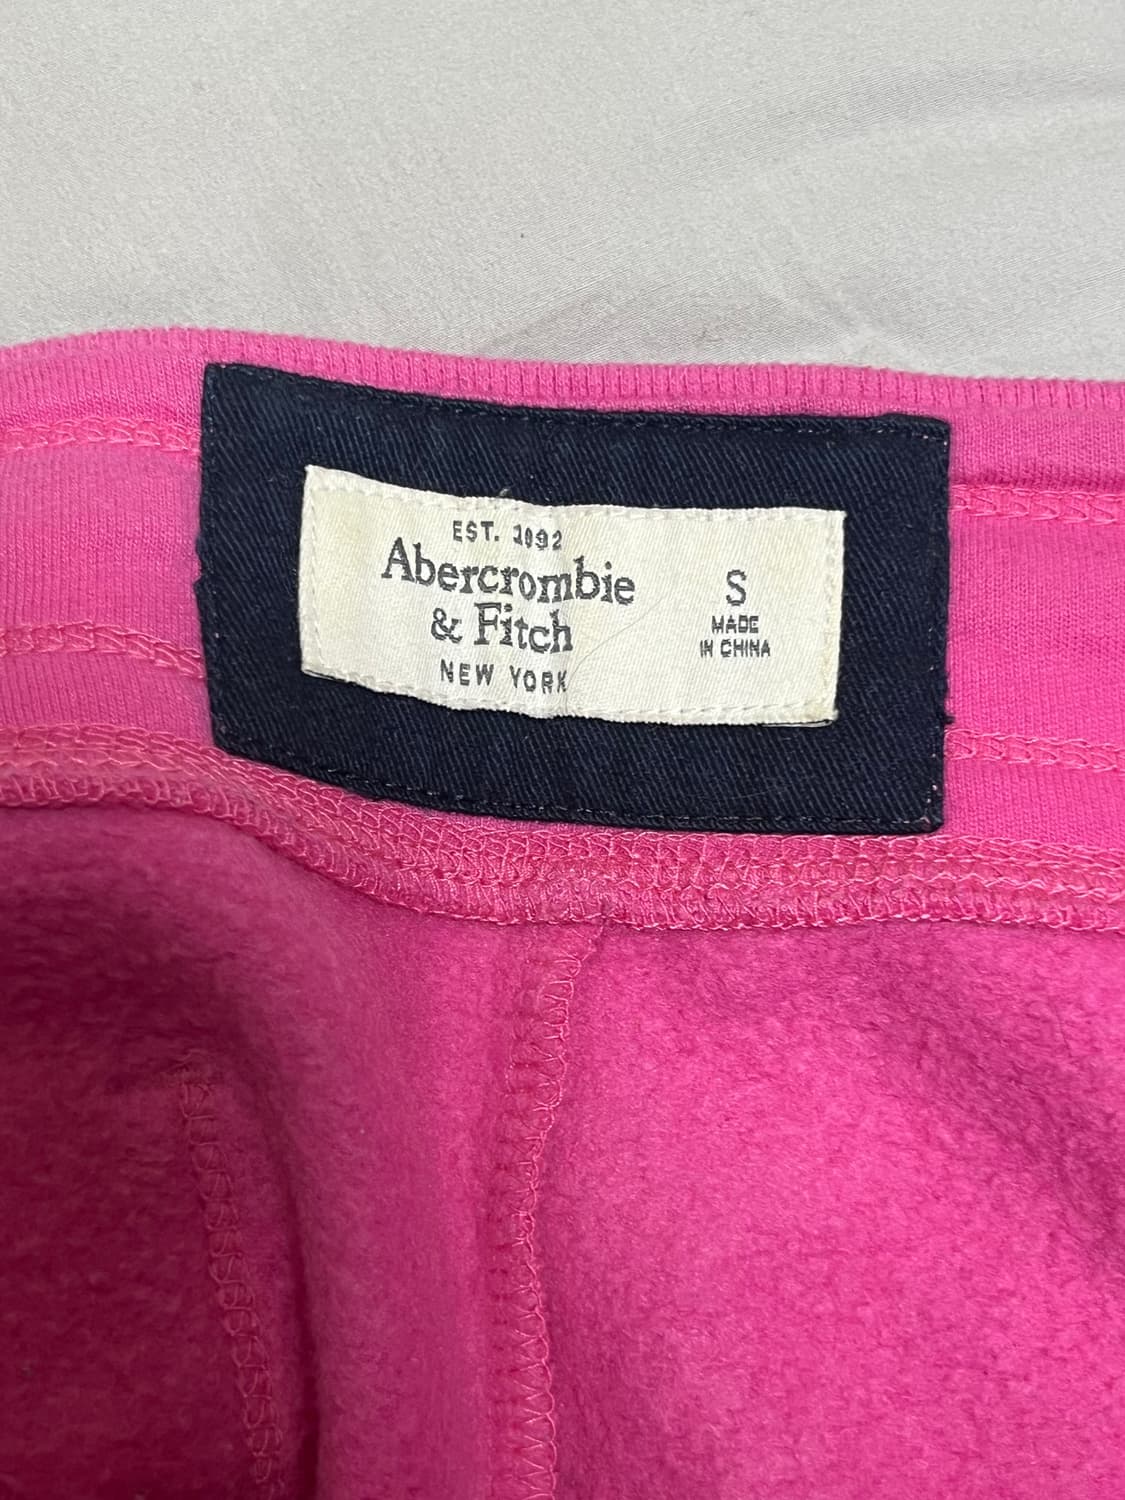 EST. 1892
Abercrombie
& Fitch
NEW YORK
S
MADE
IN CHINA